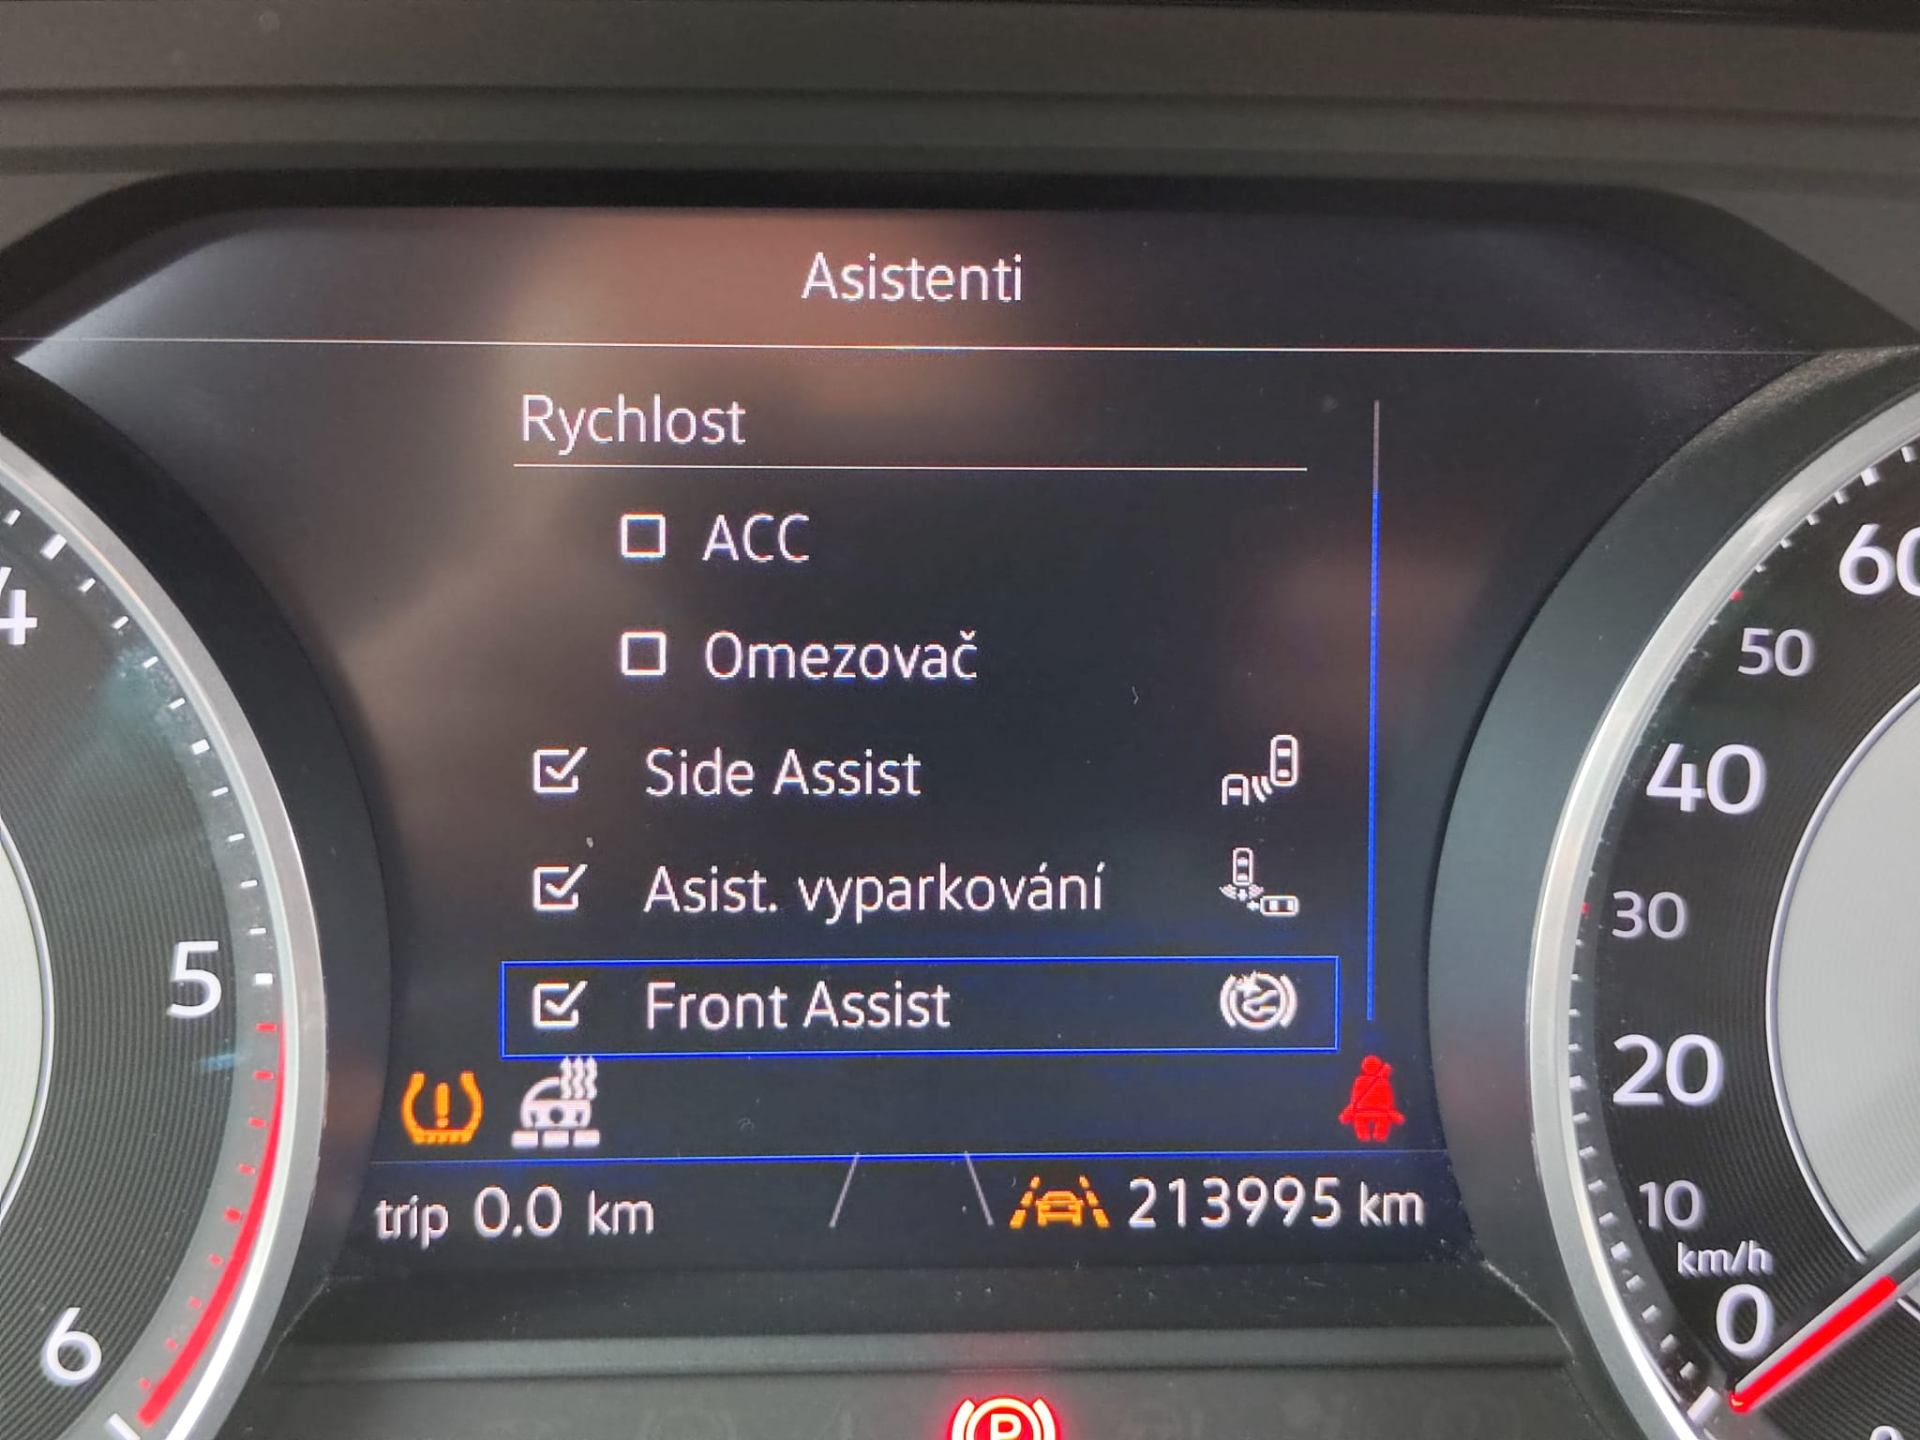 Asistenti
Rychlost
ACC
Omezovač
Side Assist
Asist. vyparkování
Front Assist
trip 0.0 km
213995 km
4
5
6
60
50
40
30
20
10
km/h
0
P